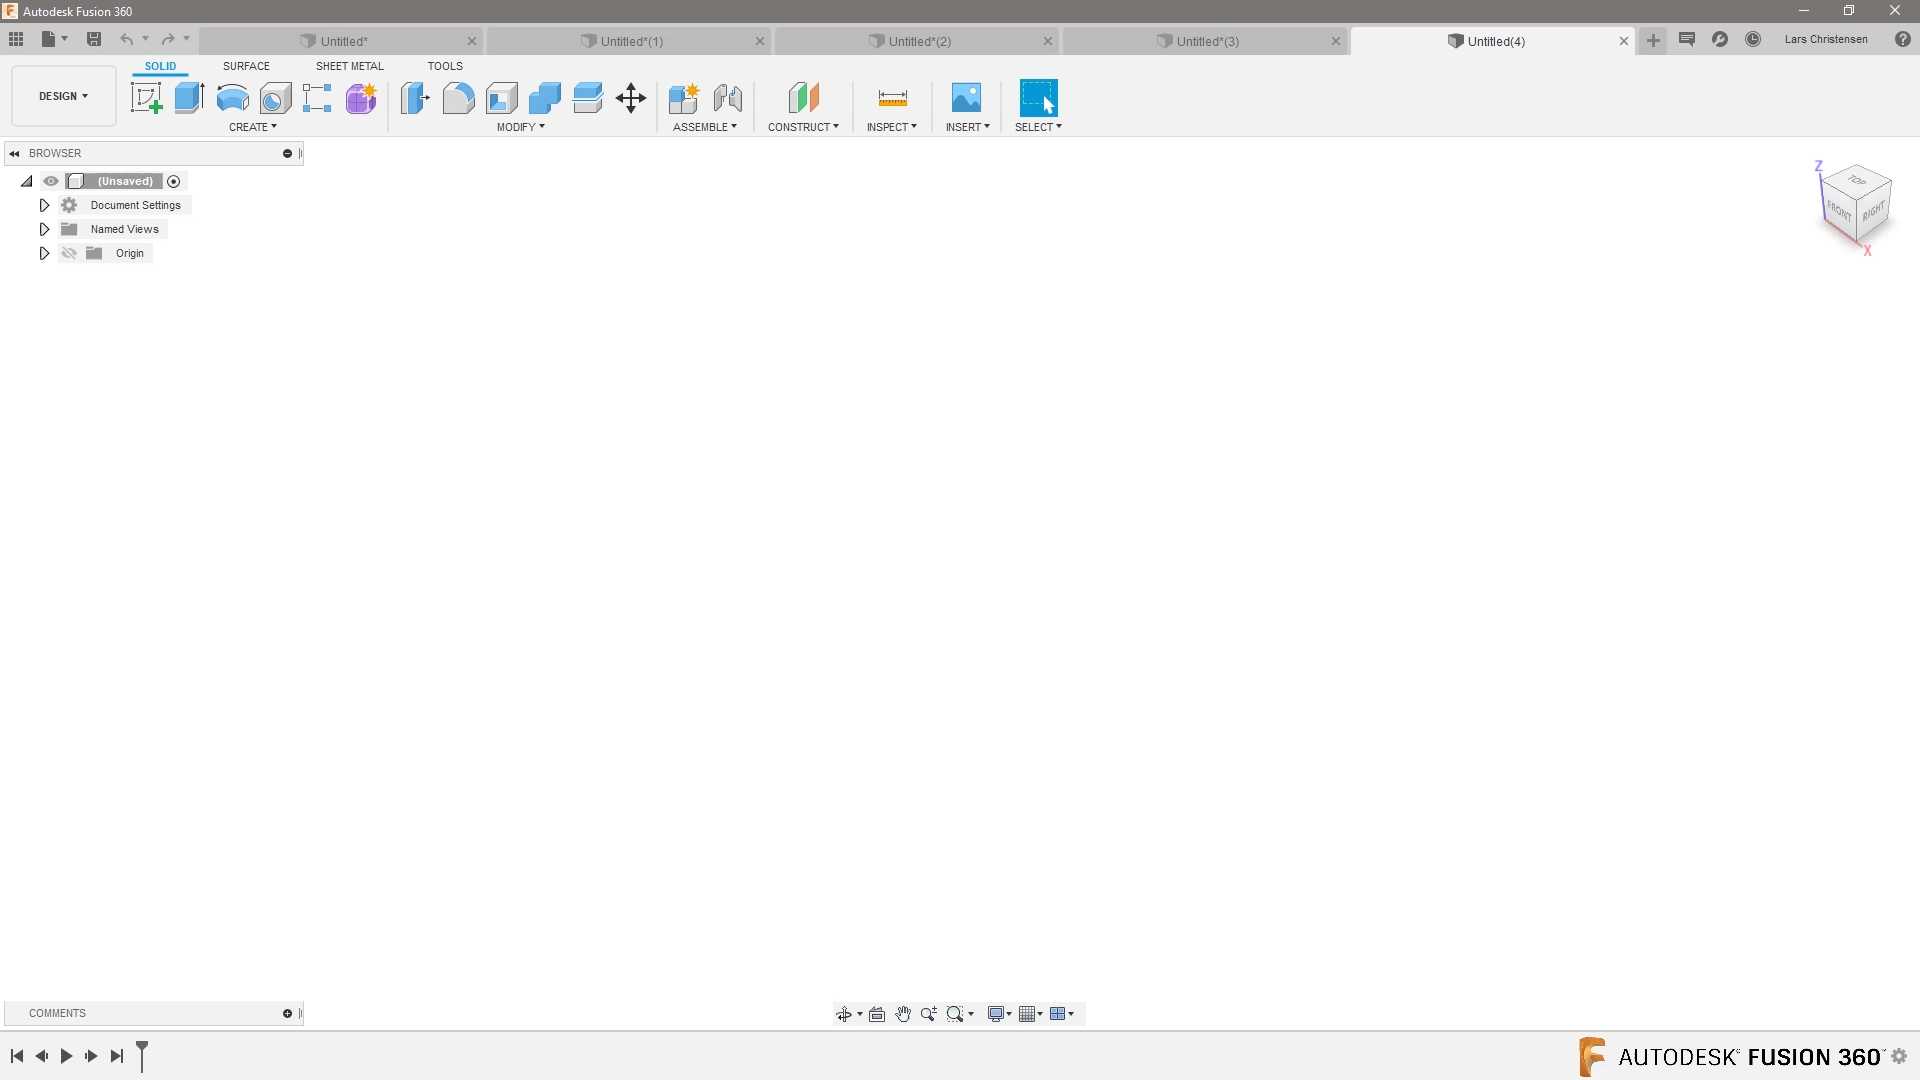 Autodesk Fusion 360
Untitled*
Untitled*(1)
Untitled*(2)
Untitled*(3)
Untitled(4)
Lars Christensen
SOLID SURFACE SHEET METAL TOOLS
DESIGN
CREATE MODIFY ASSEMBLE CONSTRUCT INSPECT INSERT SELECT
BROWSER
(Unsaved)
Document Settings
Named Views
Origin
Z
TOP
FRONT
RIGHT
X
COMMENTS
AUTODESK® FUSION 360™